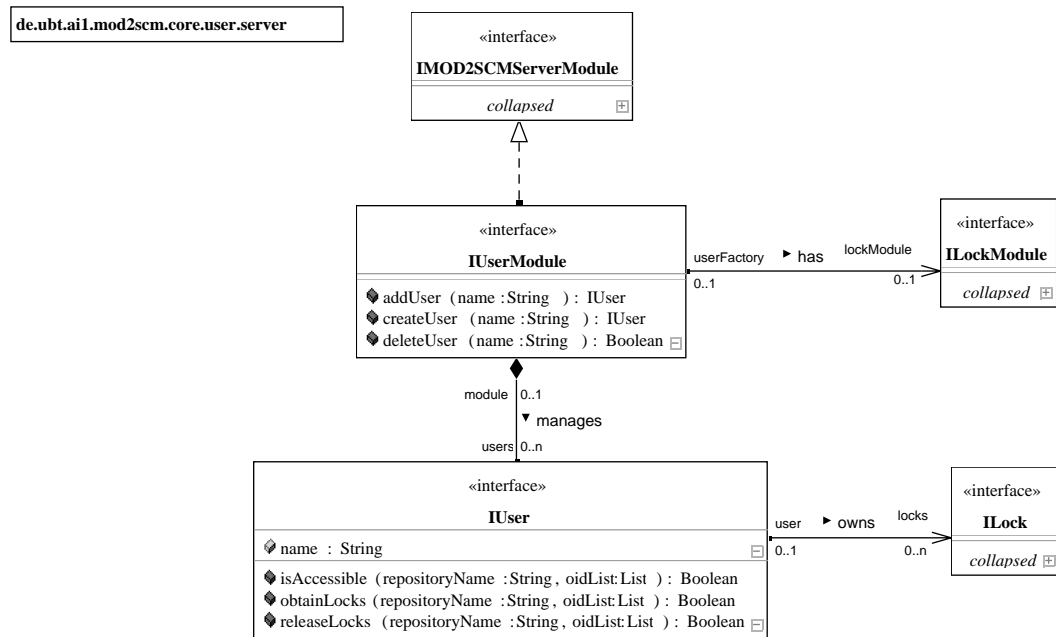 de.ubt.ai1.mod2scm.core.user.server
«interface»
IMOD2SCMServerModule
collapsed
«interface»
IUserModule
addUser (name :String ) : IUser
createUser (name :String ) : IUser
deleteUser (name :String ) : Boolean
userFactory ► has lockModule
0..1 0..1
«interface»
ILockModule
collapsed
module 0..1
▼ manages
users 0..n
«interface»
IUser
name : String
isAccessible (repositoryName :String, oidList:List ) : Boolean
obtainLocks (repositoryName :String, oidList:List ) : Boolean
releaseLocks (repositoryName :String, oidList:List ) : Boolean
user ► owns locks
0..1 0..n
«interface»
ILock
collapsed